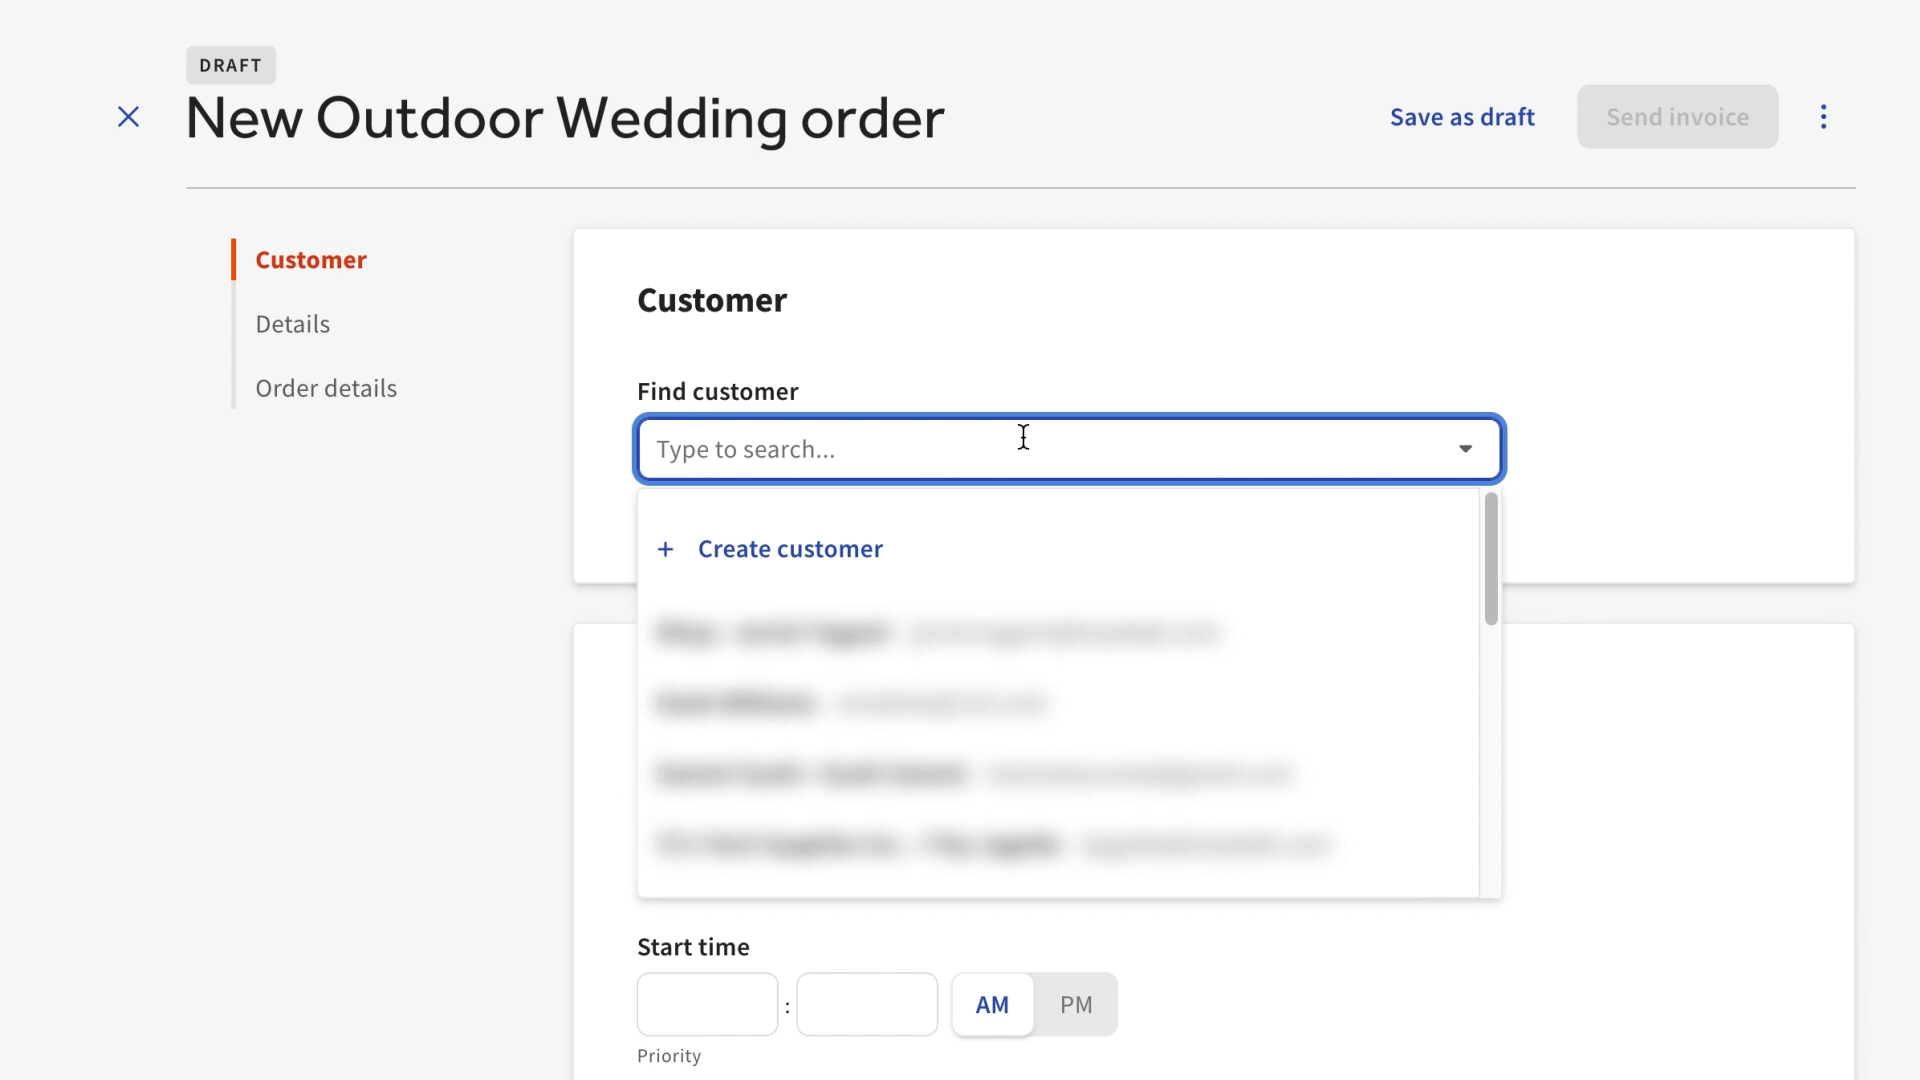 DRAFT
New Outdoor Wedding order
Save as draft
Send invoice
Customer
Details
Order details
Customer
Find customer
Type to search...
+ Create customer
Start time
:
AM
PM
Priority